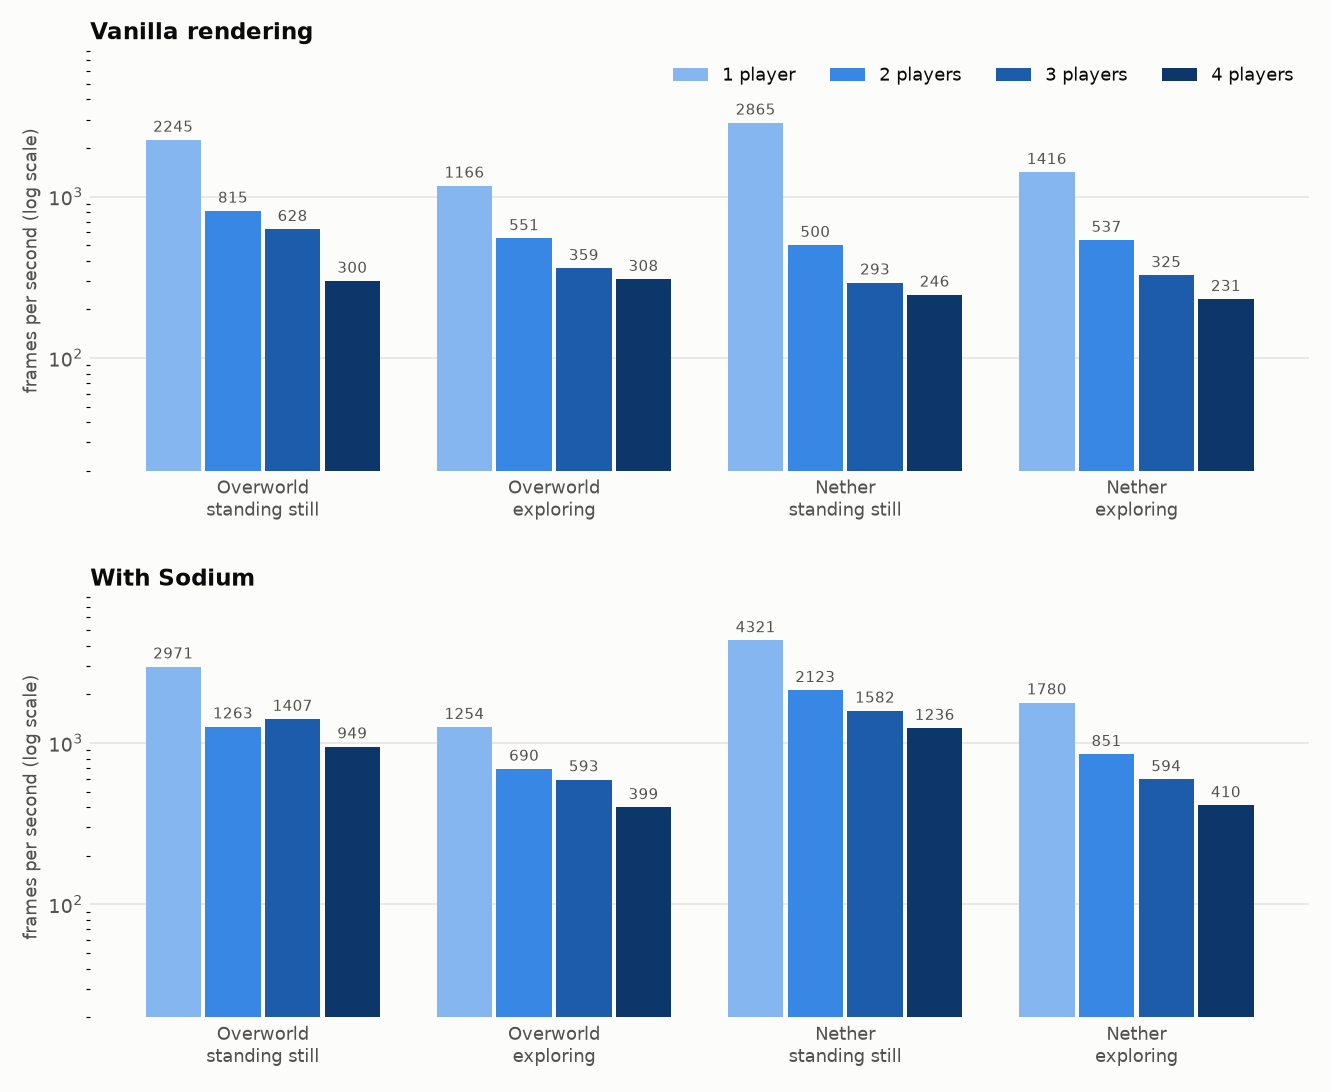 Vanilla rendering
1 player 2 players 3 players 4 players
frames per second (log scale)
10³
10²
2245 815 628 300
1166 551 359 308
2865 500 293 246
1416 537 325 231
Overworld
standing still
Overworld
exploring
Nether
standing still
Nether
exploring
With Sodium
frames per second (log scale)
10³
10²
2971 1263 1407 949
1254 690 593 399
4321 2123 1582 1236
1780 851 594 410
Overworld
standing still
Overworld
exploring
Nether
standing still
Nether
exploring